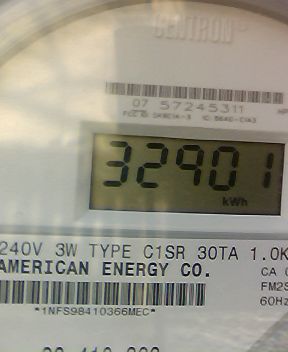 CENTRON
07 57245311
32901
kWh
240V 3W TYPE C1SR 30TA 1.0K
AMERICAN ENERGY CO.
CA
FM2S
60Hz
*1NFS98410366MEC*